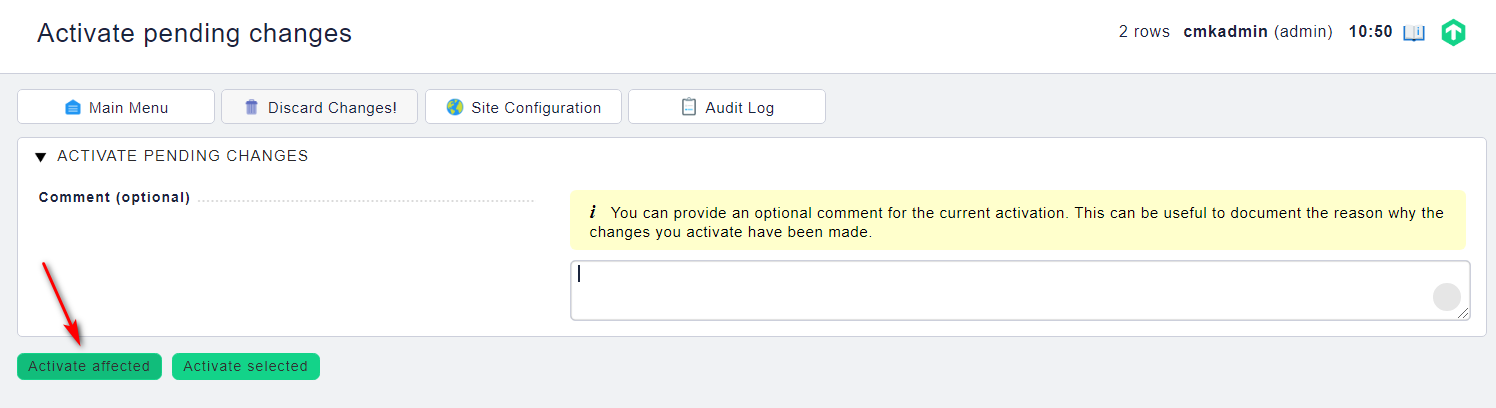 Activate pending changes
2 rows cmkadmin (admin) 10:50
Main Menu
Discard Changes!
Site Configuration
Audit Log
ACTIVATE PENDING CHANGES
Comment (optional)
i You can provide an optional comment for the current activation. This can be useful to document the reason why the
changes you activate have been made.
Activate affected
Activate selected